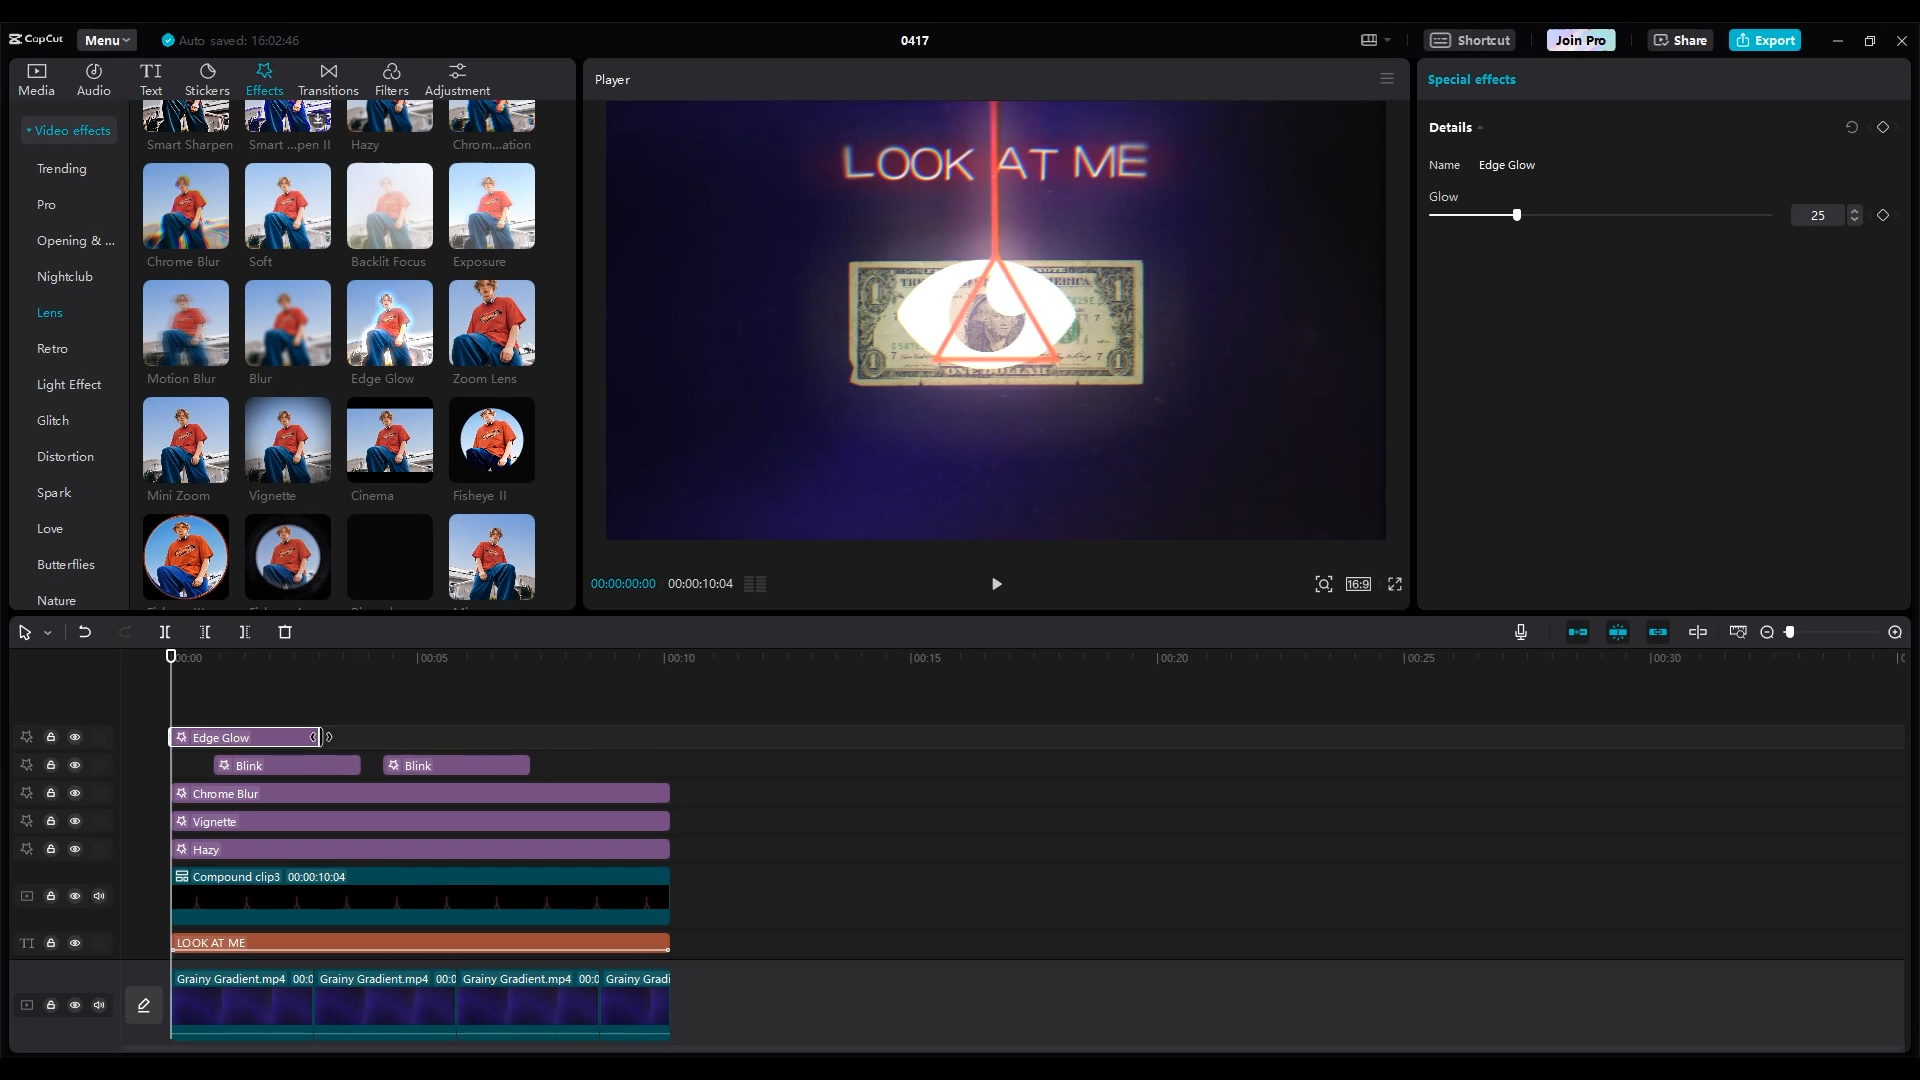 CapCut
Menu
Auto saved: 16:02:46
0417
Shortcut
Join Pro
Share
Export
Media
Audio
TI
Text
Stickers
Effects
Transitions
Filters
Adjustment
Video effects
Trending
Pro
Opening & ...
Nightclub
Lens
Retro
Light Effect
Glitch
Distortion
Spark
Love
Butterflies
Nature
Smart Sharpen
Smart ...pen II
Hazy
Chrom...ation
Chrome Blur
Soft
Backlit Focus
Exposure
Motion Blur
Blur
Edge Glow
Zoom Lens
Mini Zoom
Vignette
Cinema
Fisheye II
Player
LOOK AT ME
ONE DOLLAR
00:00:00:00
00:00:10:04
16:9
Special effects
Details
Name
Edge Glow
Glow
25
00:00
00:05
00:10
00:15
00:20
00:25
00:30
Edge Glow
Blink
Blink
Chrome Blur
Vignette
Hazy
Compound clip3 00:00:10:04
TI
LOOK AT ME
Grainy Gradient.mp4 00:0
Grainy Gradient.mp4 00:0
Grainy Gradient.mp4 00:0
Grainy Gradi